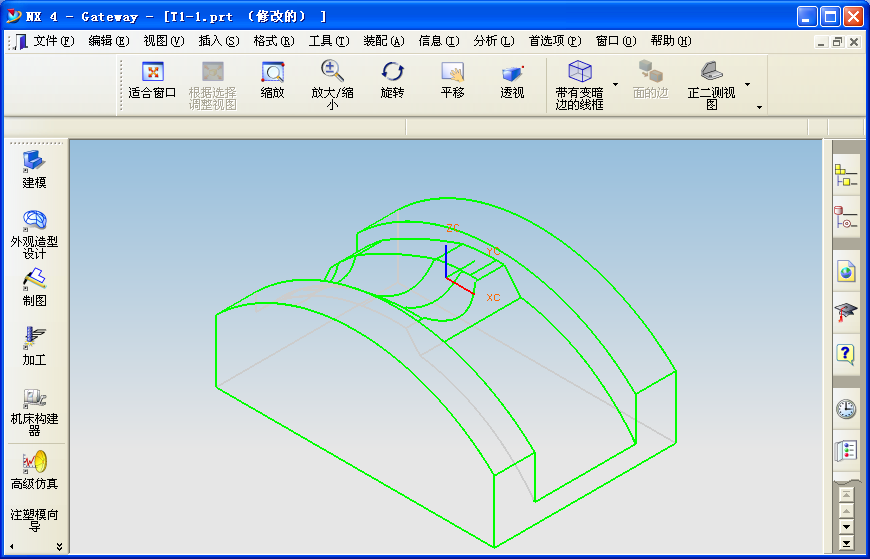 NX 4 - Gateway - [T1-1.prt （修改的） ]
文件(F) 编辑(E) 视图(V) 插入(S) 格式(R) 工具(T) 装配(A) 信息(I) 分析(L) 首选项(P) 窗口(O) 帮助(H)
适合窗口
根据选择
调整视图
缩放
放大/缩
小
旋转
平移
透视
带有变暗
边的线框
面的边
正二测视
图
建模
外观造型
设计
制图
加工
机床构建
器
高级仿真
注塑模向
导
ZC
YC
XC